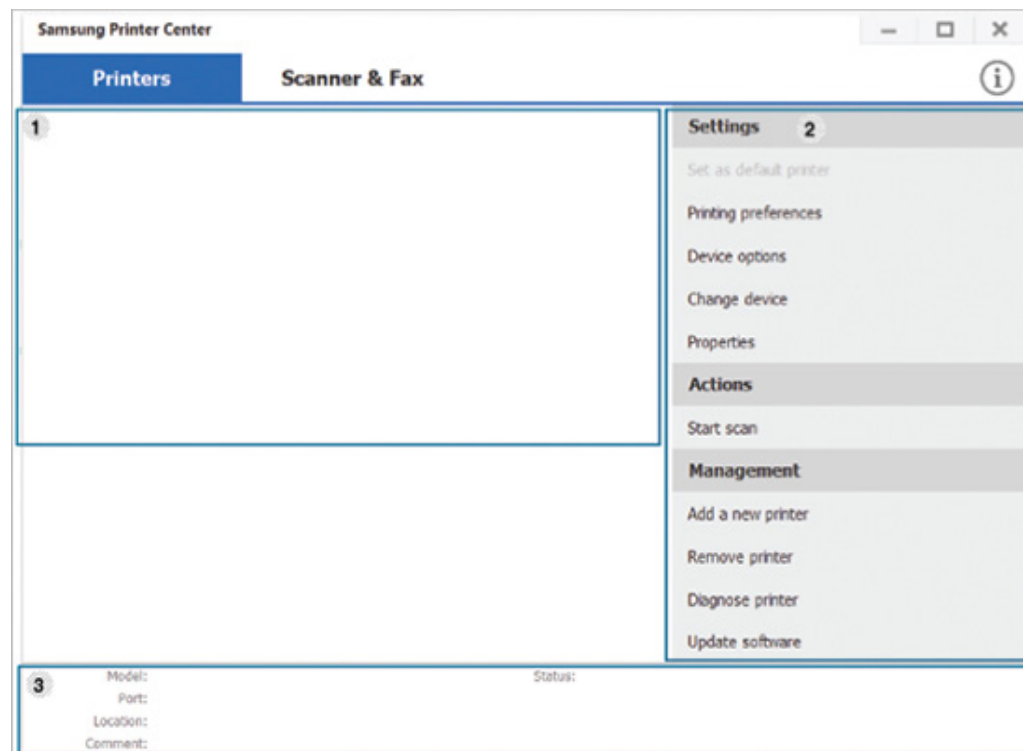 Samsung Printer Center
Printers
Scanner & Fax
1
Settings 2
Set as default printer
Printing preferences
Device options
Change device
Properties
Actions
Start scan
Management
Add a new printer
Remove printer
Diagnose printer
Update software
3
Model: Status:
Port:
Location:
Comment: